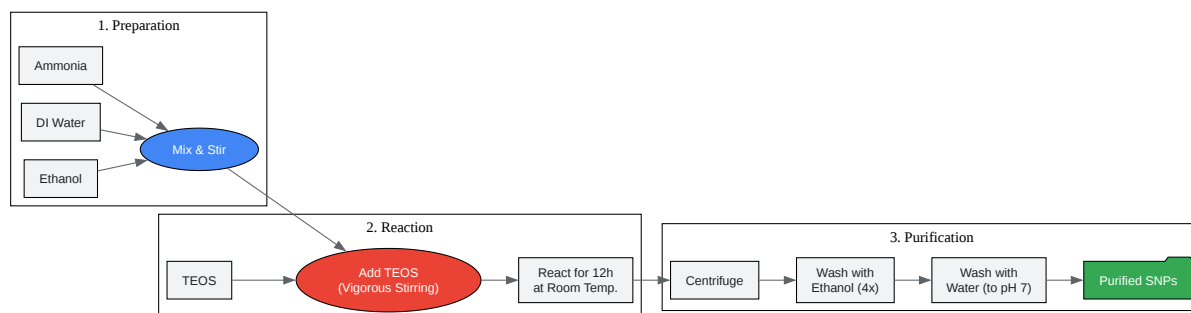 1. Preparation
Ammonia
DI Water
Ethanol
Mix & Stir
2. Reaction
TEOS
Add TEOS
(Vigorous Stirring)
React for 12h
at Room Temp.
3. Purification
Centrifuge
Wash with
Ethanol (4x)
Wash with
Water (to pH 7)
Purified SNPs